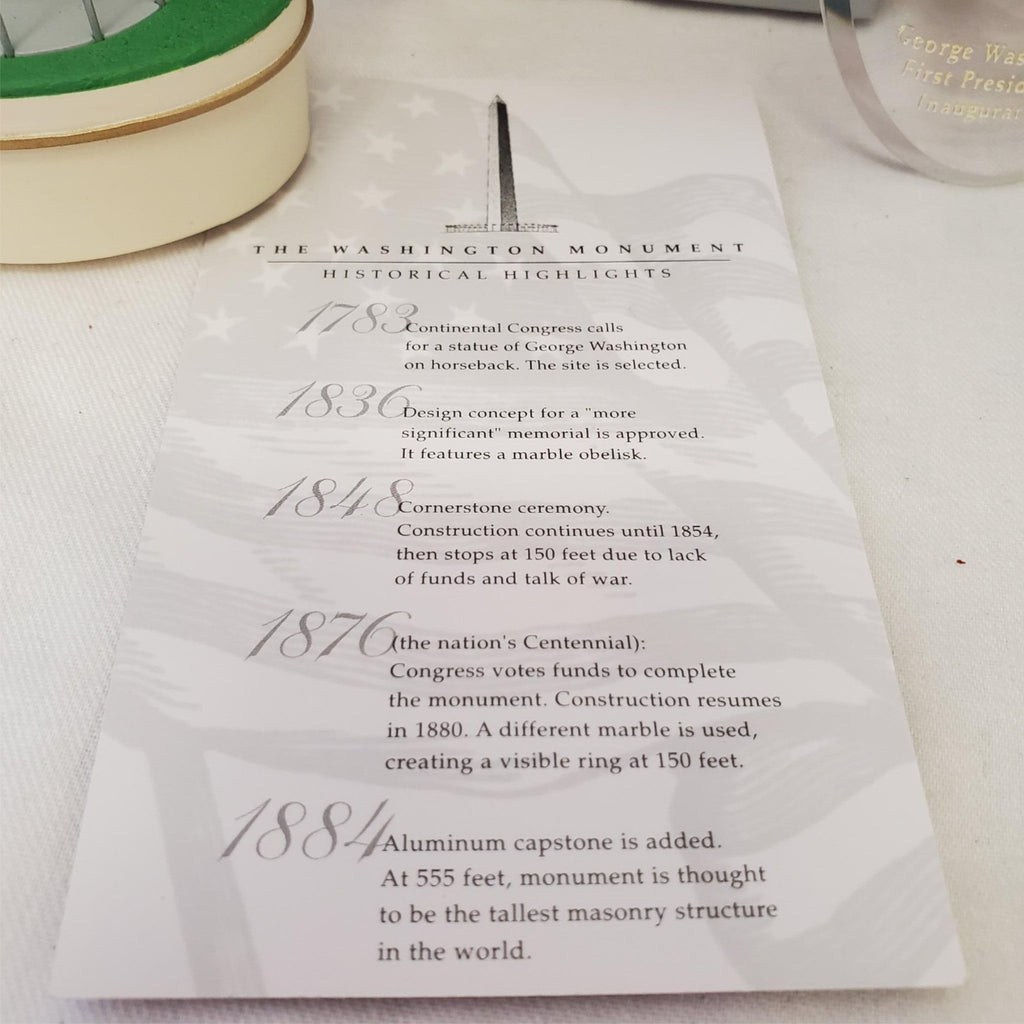 George Was
First Presid
Inaugurat
THE WASHINGTON MONUMENT
HISTORICAL HIGHLIGHTS
1783 Continental Congress calls
for a statue of George Washington
on horseback. The site is selected.
1836 Design concept for a "more
significant" memorial is approved.
It features a marble obelisk.
1848 Cornerstone ceremony.
Construction continues until 1854,
then stops at 150 feet due to lack
of funds and talk of war.
1876 (the nation's Centennial):
Congress votes funds to complete
the monument. Construction resumes
in 1880. A different marble is used,
creating a visible ring at 150 feet.
1884 Aluminum capstone is added.
At 555 feet, monument is thought
to be the tallest masonry structure
in the world.